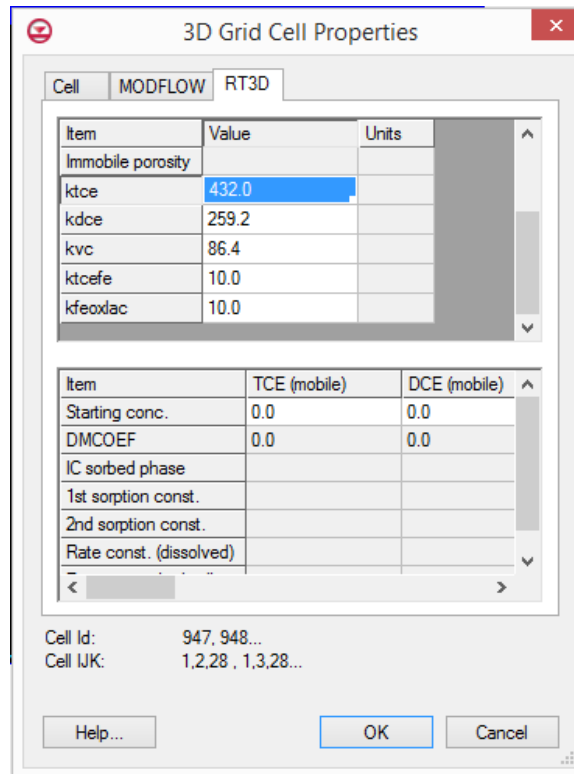 3D Grid Cell Properties
Cell MODFLOW RT3D
Item Value Units
Immobile porosity
ktce 432.0
kdce 259.2
kvc 86.4
ktcefe 10.0
kfeoxlac 10.0
Item TCE (mobile) DCE (mobile)
Starting conc. 0.0 0.0
DMCOEF 0.0 0.0
IC sorbed phase
1st sorption const.
2nd sorption const.
Rate const. (dissolved)
Cell Id: 947, 948...
Cell IJK: 1,2,28 , 1,3,28...
Help... OK Cancel